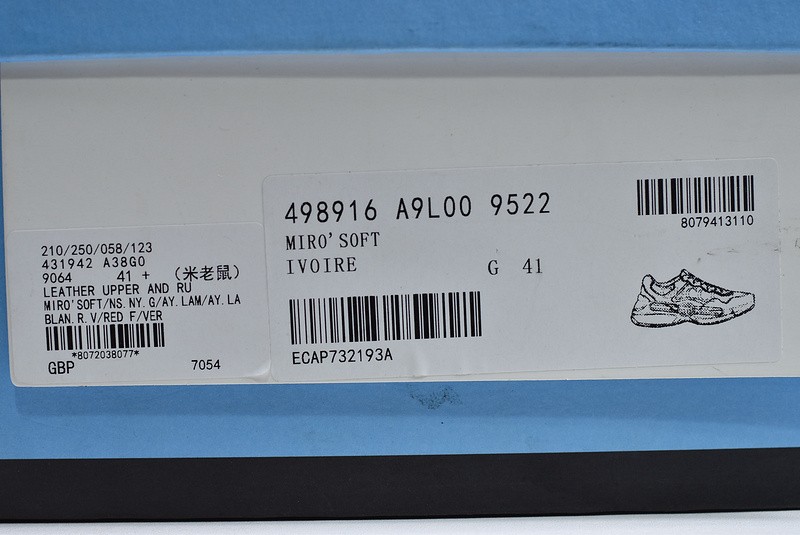 210/250/058/123
431942 A38G0
9064 41 + （米老鼠）
LEATHER UPPER AND RU
MIRO'SOFT/NS.NY.G/AY.LAM/AY.LA
BLAN.R.V/RED F/VER
*8072038077*
GBP 7054
498916 A9L00 9522
MIRO'SOFT
IVOIRE G 41
ECAP732193A
8079413110